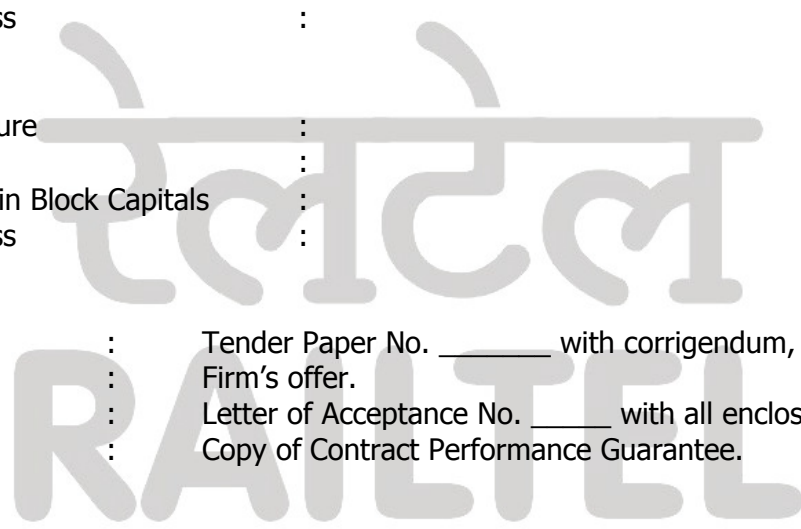 ss :
ure :
:
in Block Capitals :
ss :
रेलटेल
: Tender Paper No. _______ with corrigendum,
: Firm's offer.
: Letter of Acceptance No. _____ with all enclos
: Copy of Contract Performance Guarantee.
RAILTEL